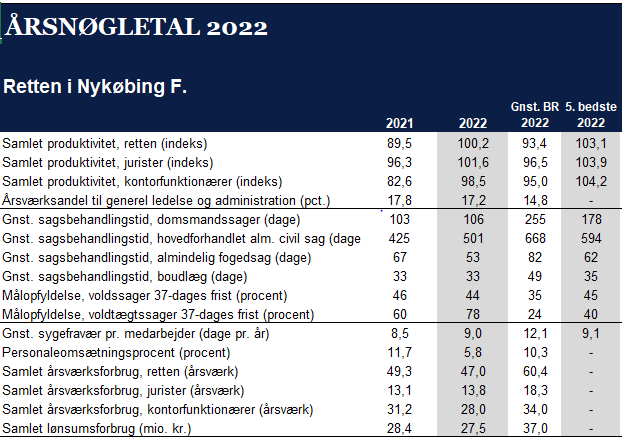 ÅRSNØGLETAL 2022
Retten i Nykøbing F.
Gnst. BR 5. bedste
2021 2022 2022 2022
Samlet produktivitet, retten (indeks) 89,5 100,2 93,4 103,1
Samlet produktivitet, jurister (indeks) 96,3 101,6 96,5 103,9
Samlet produktivitet, kontorfunktionærer (indeks) 82,6 98,5 95,0 104,2
Årsværksandel til generel ledelse og administration (pct.) 17,8 17,2 14,8 -
Gnst. sagsbehandlingstid, domsmandssager (dage) 103 106 255 178
Gnst. sagsbehandlingstid, hovedforhandlet alm. civil sag (dage 425 501 668 594
Gnst. sagsbehandlingstid, almindelig fogedsag (dage) 67 53 82 62
Gnst. sagsbehandlingstid, boudlæg (dage) 33 33 49 35
Målopfyldelse, voldssager 37-dages frist (procent) 46 44 35 45
Målopfyldelse, voldtægtssager 37-dages frist (procent) 60 78 24 40
Gnst. sygefravær pr. medarbejder (dage pr. år) 8,5 9,0 12,1 9,1
Personaleomsætningsprocent (procent) 11,7 5,8 10,3 -
Samlet årsværksforbrug, retten (årsværk) 49,3 47,0 60,4 -
Samlet årsværksforbrug, jurister (årsværk) 13,1 13,8 18,3 -
Samlet årsværksforbrug, kontorfunktionærer (årsværk) 31,2 28,0 34,0 -
Samlet lønsumsforbrug (mio. kr.) 28,4 27,5 37,0 -